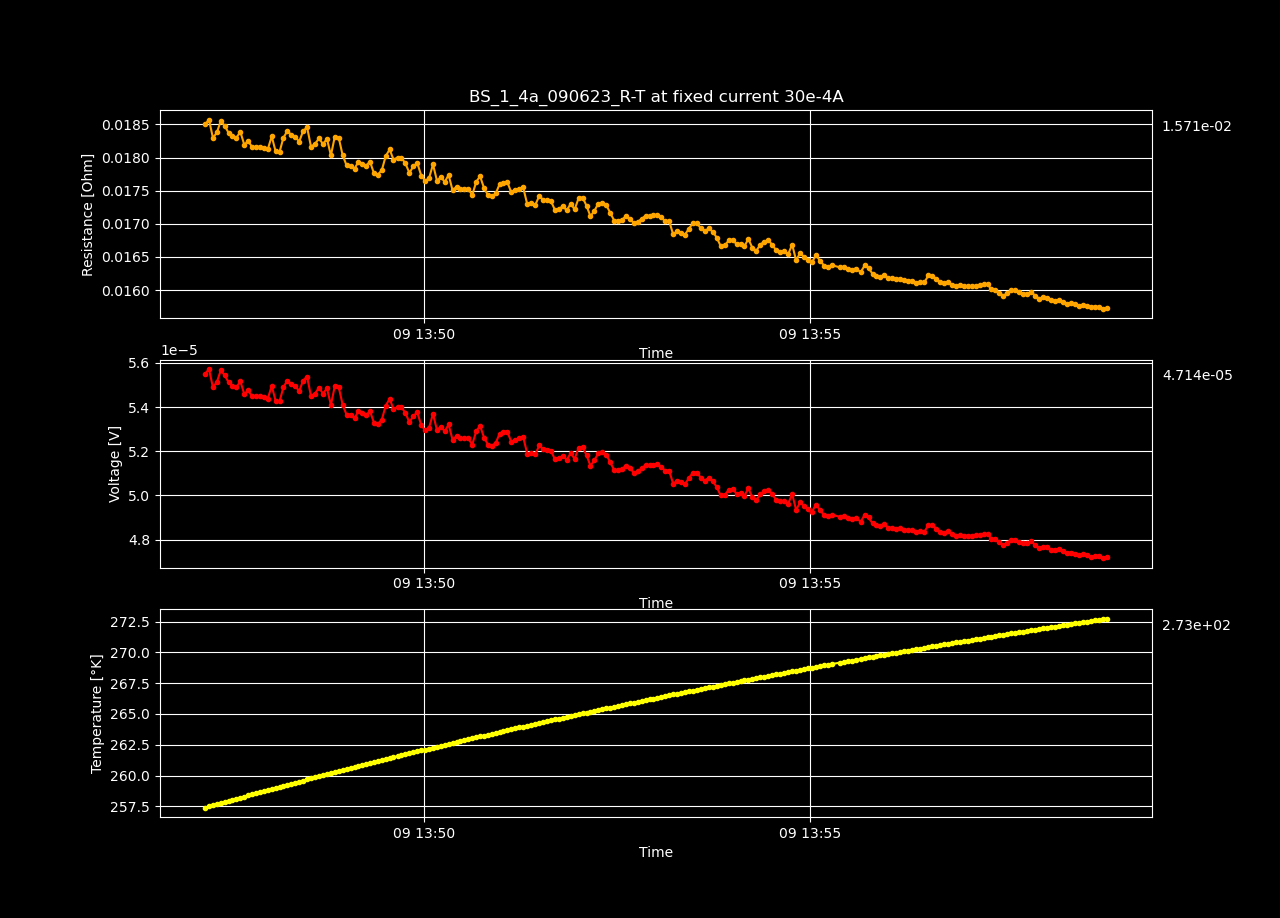 BS_1_4a_090623_R-T at fixed current 30e-4A
0.0185
0.0180
0.0175
0.0170
0.0165
0.0160
Resistance [Ohm]
1.571e-02
09 13:50
09 13:55
Time
1e−5
5.6
5.4
5.2
5.0
4.8
Voltage [V]
4.714e-05
09 13:50
09 13:55
Time
272.5
270.0
267.5
265.0
262.5
260.0
257.5
Temperature [°K]
2.73e+02
09 13:50
09 13:55
Time